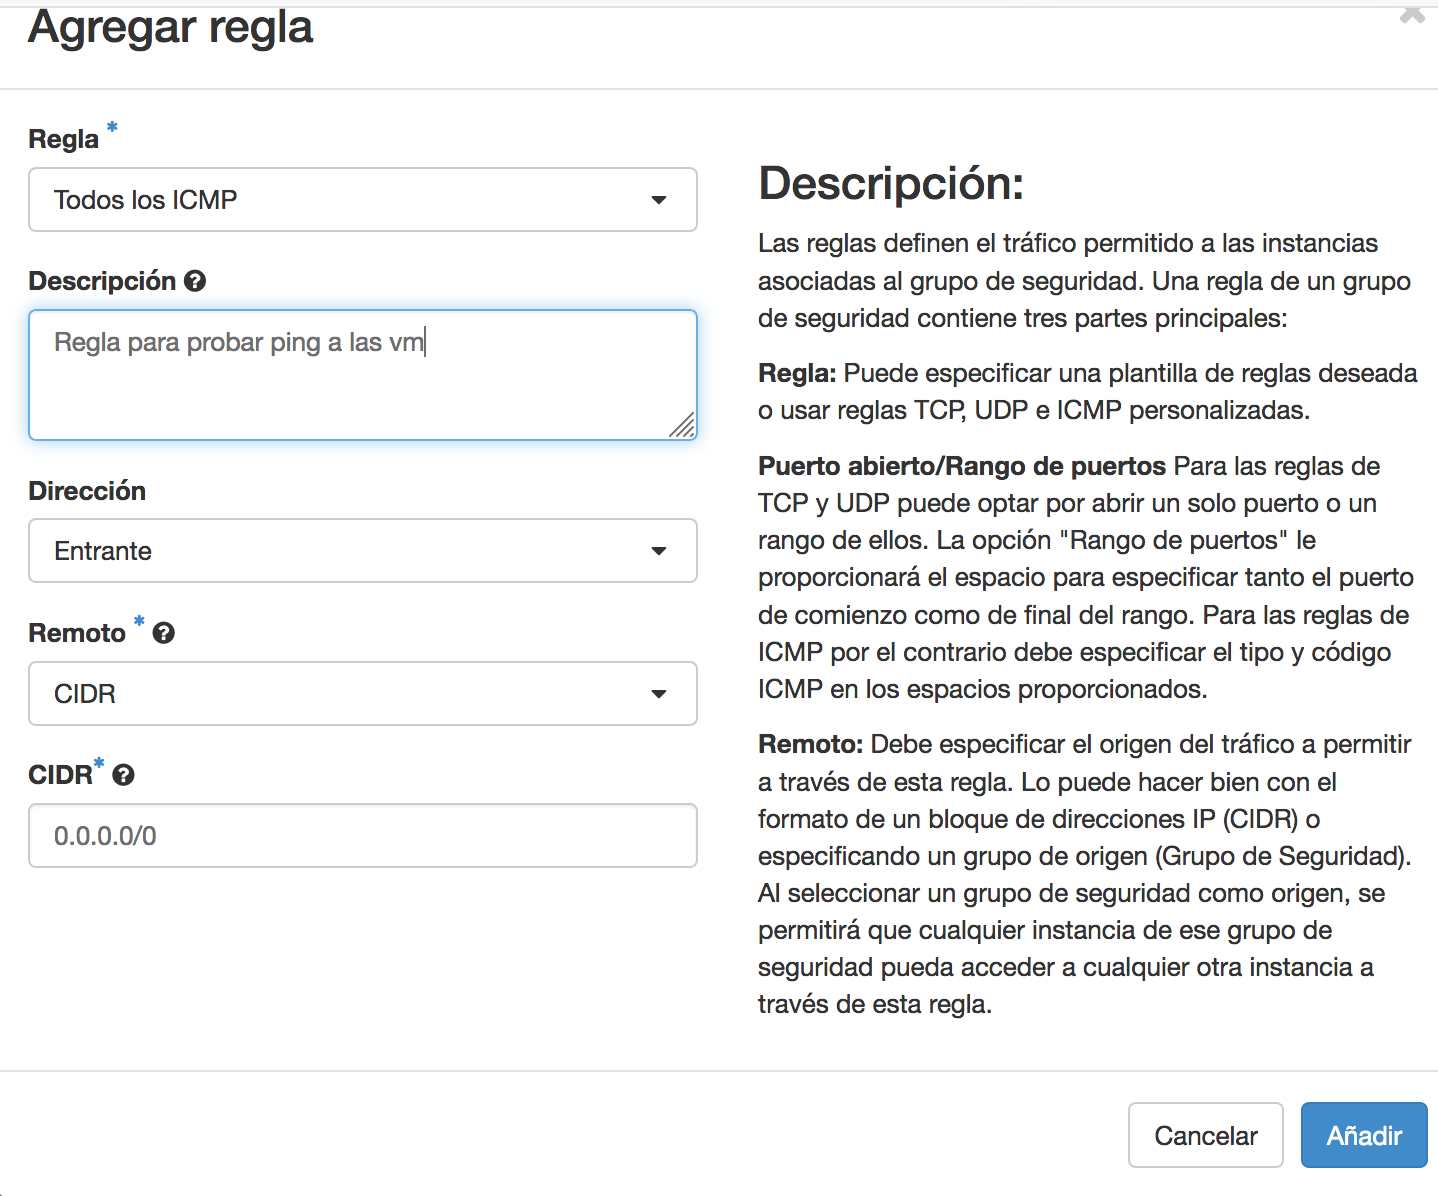 Agregar regla
Regla *
Todos los ICMP
Descripción
Regla para probar ping a las vm
Dirección
Entrante
Remoto *
CIDR
CIDR*
0.0.0.0/0
Descripción:
Las reglas definen el tráfico permitido a las instancias
asociadas al grupo de seguridad. Una regla de un grupo
de seguridad contiene tres partes principales:
Regla: Puede especificar una plantilla de reglas deseada
o usar reglas TCP, UDP e ICMP personalizadas.
Puerto abierto/Rango de puertos Para las reglas de
TCP y UDP puede optar por abrir un solo puerto o un
rango de ellos. La opción "Rango de puertos" le
proporcionará el espacio para especificar tanto el puerto
de comienzo como de final del rango. Para las reglas de
ICMP por el contrario debe especificar el tipo y código
ICMP en los espacios proporcionados.
Remoto: Debe especificar el origen del tráfico a permitir
a través de esta regla. Lo puede hacer bien con el
formato de un bloque de direcciones IP (CIDR) o
especificando un grupo de origen (Grupo de Seguridad).
Al seleccionar un grupo de seguridad como origen, se
permitirá que cualquier instancia de ese grupo de
seguridad pueda acceder a cualquier otra instancia a
través de esta regla.
Cancelar
Añadir